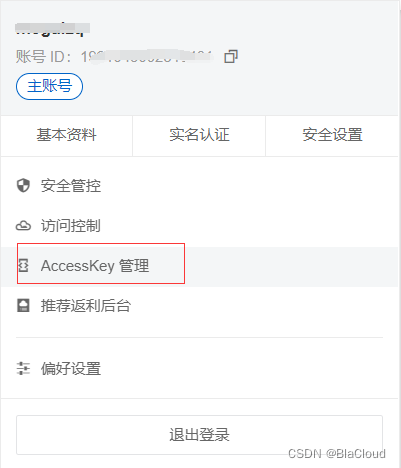 账号 ID：
主账号
基本资料 实名认证 安全设置
安全管控
访问控制
AccessKey 管理
推荐返利后台
偏好设置
退出登录
CSDN @BlaCloud